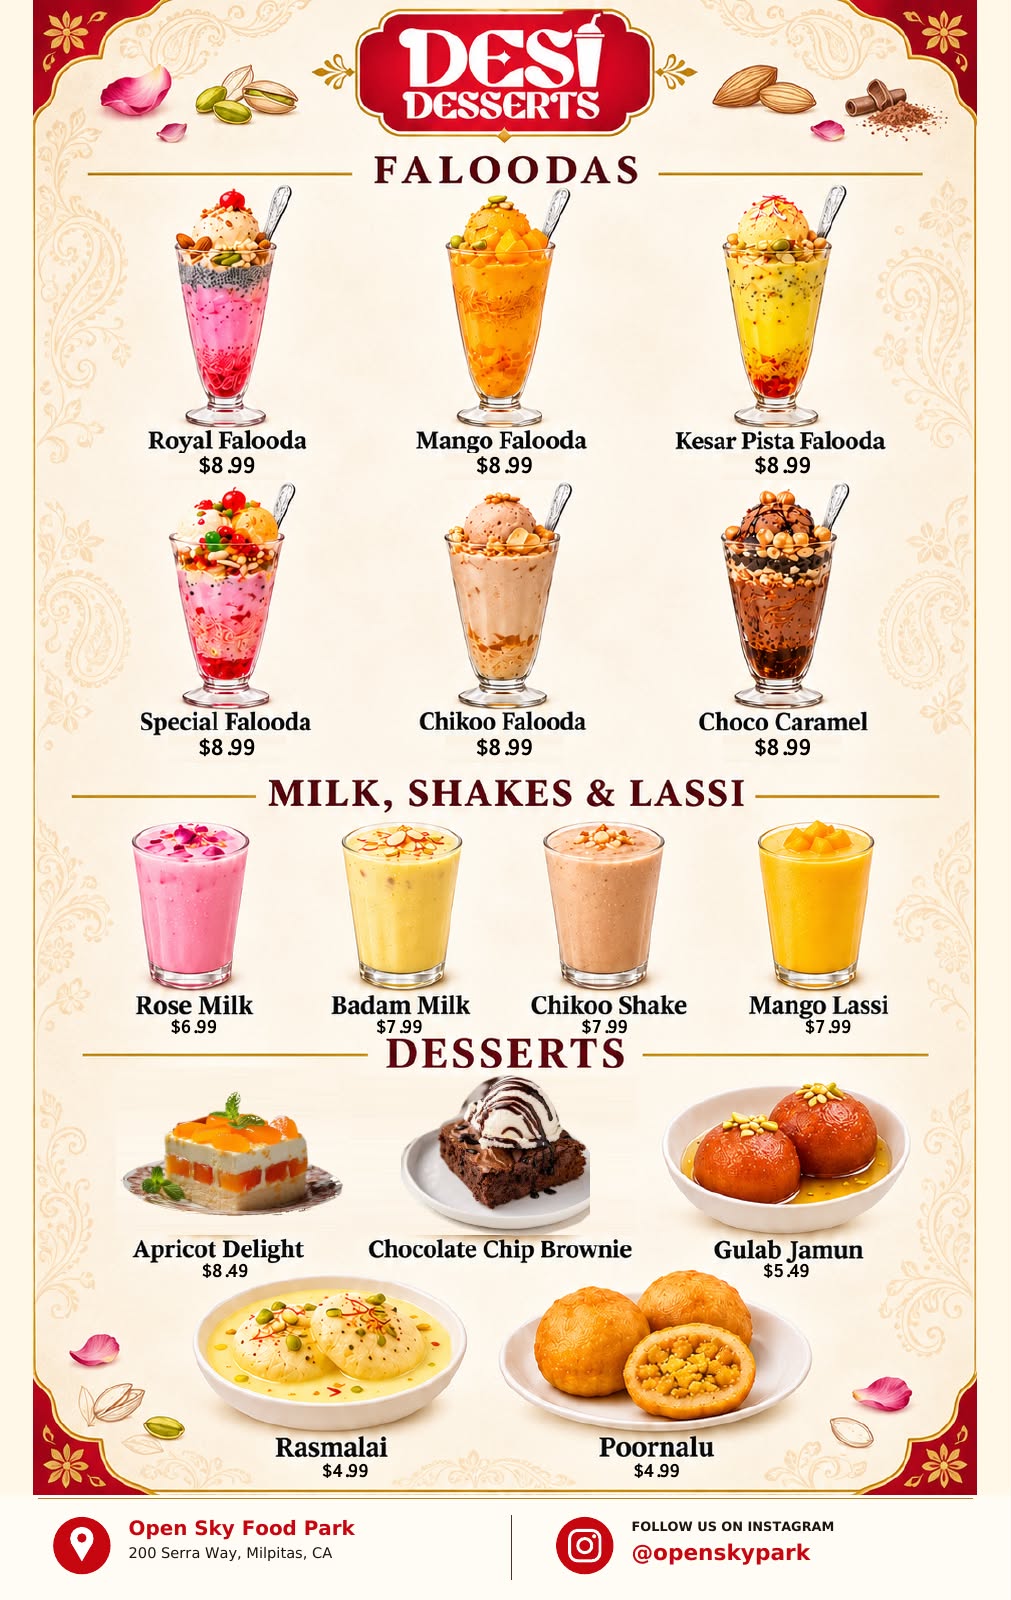 DESI
DESSERTS
FALOODAS
Royal Falooda
$8.99
Mango Falooda
$8.99
Kesar Pista Falooda
$8.99
Special Falooda
$8.99
Chikoo Falooda
$8.99
Choco Caramel
$8.99
MILK, SHAKES & LASSI
Rose Milk
$6.99
Badam Milk
$7.99
Chikoo Shake
$7.99
Mango Lassi
$7.99
DESSERTS
Apricot Delight
$8.49
Chocolate Chip Brownie
Gulab Jamun
$5.49
Rasmalai
$4.99
Poornalu
$4.99
Open Sky Food Park
200 Serra Way, Milpitas, CA
FOLLOW US ON INSTAGRAM
@openskypark